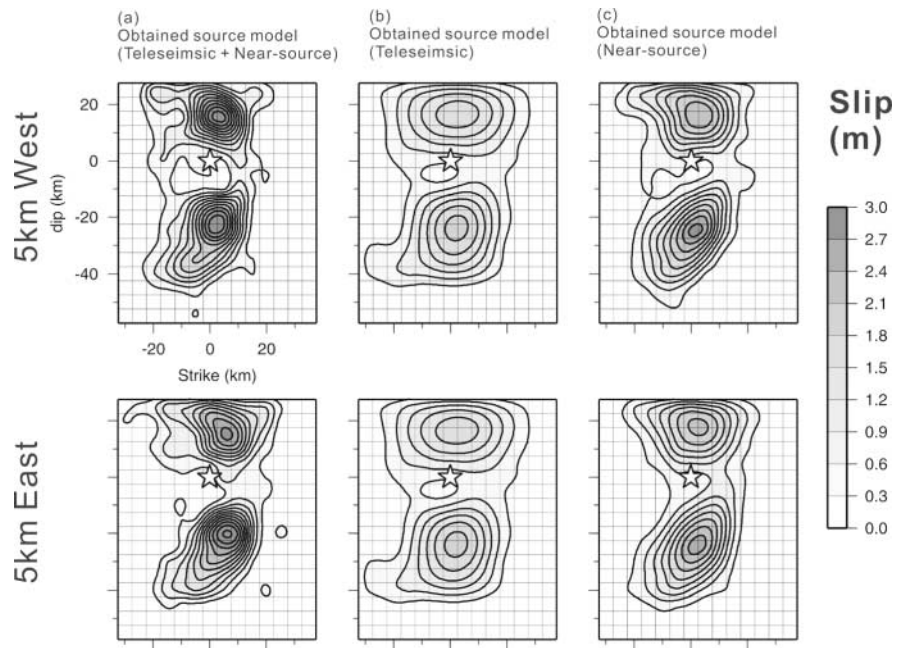 (a)
Obtained source model
(Teleseimsic + Near-source)
(b)
Obtained source model
(Teleseimsic)
(c)
Obtained source model
(Near-source)
5km West
dip (km)
20
0
-20
-40
-20 0 20
Strike (km)
5km East
Slip
(m)
3.0
2.7
2.4
2.1
1.8
1.5
1.2
0.9
0.6
0.3
0.0